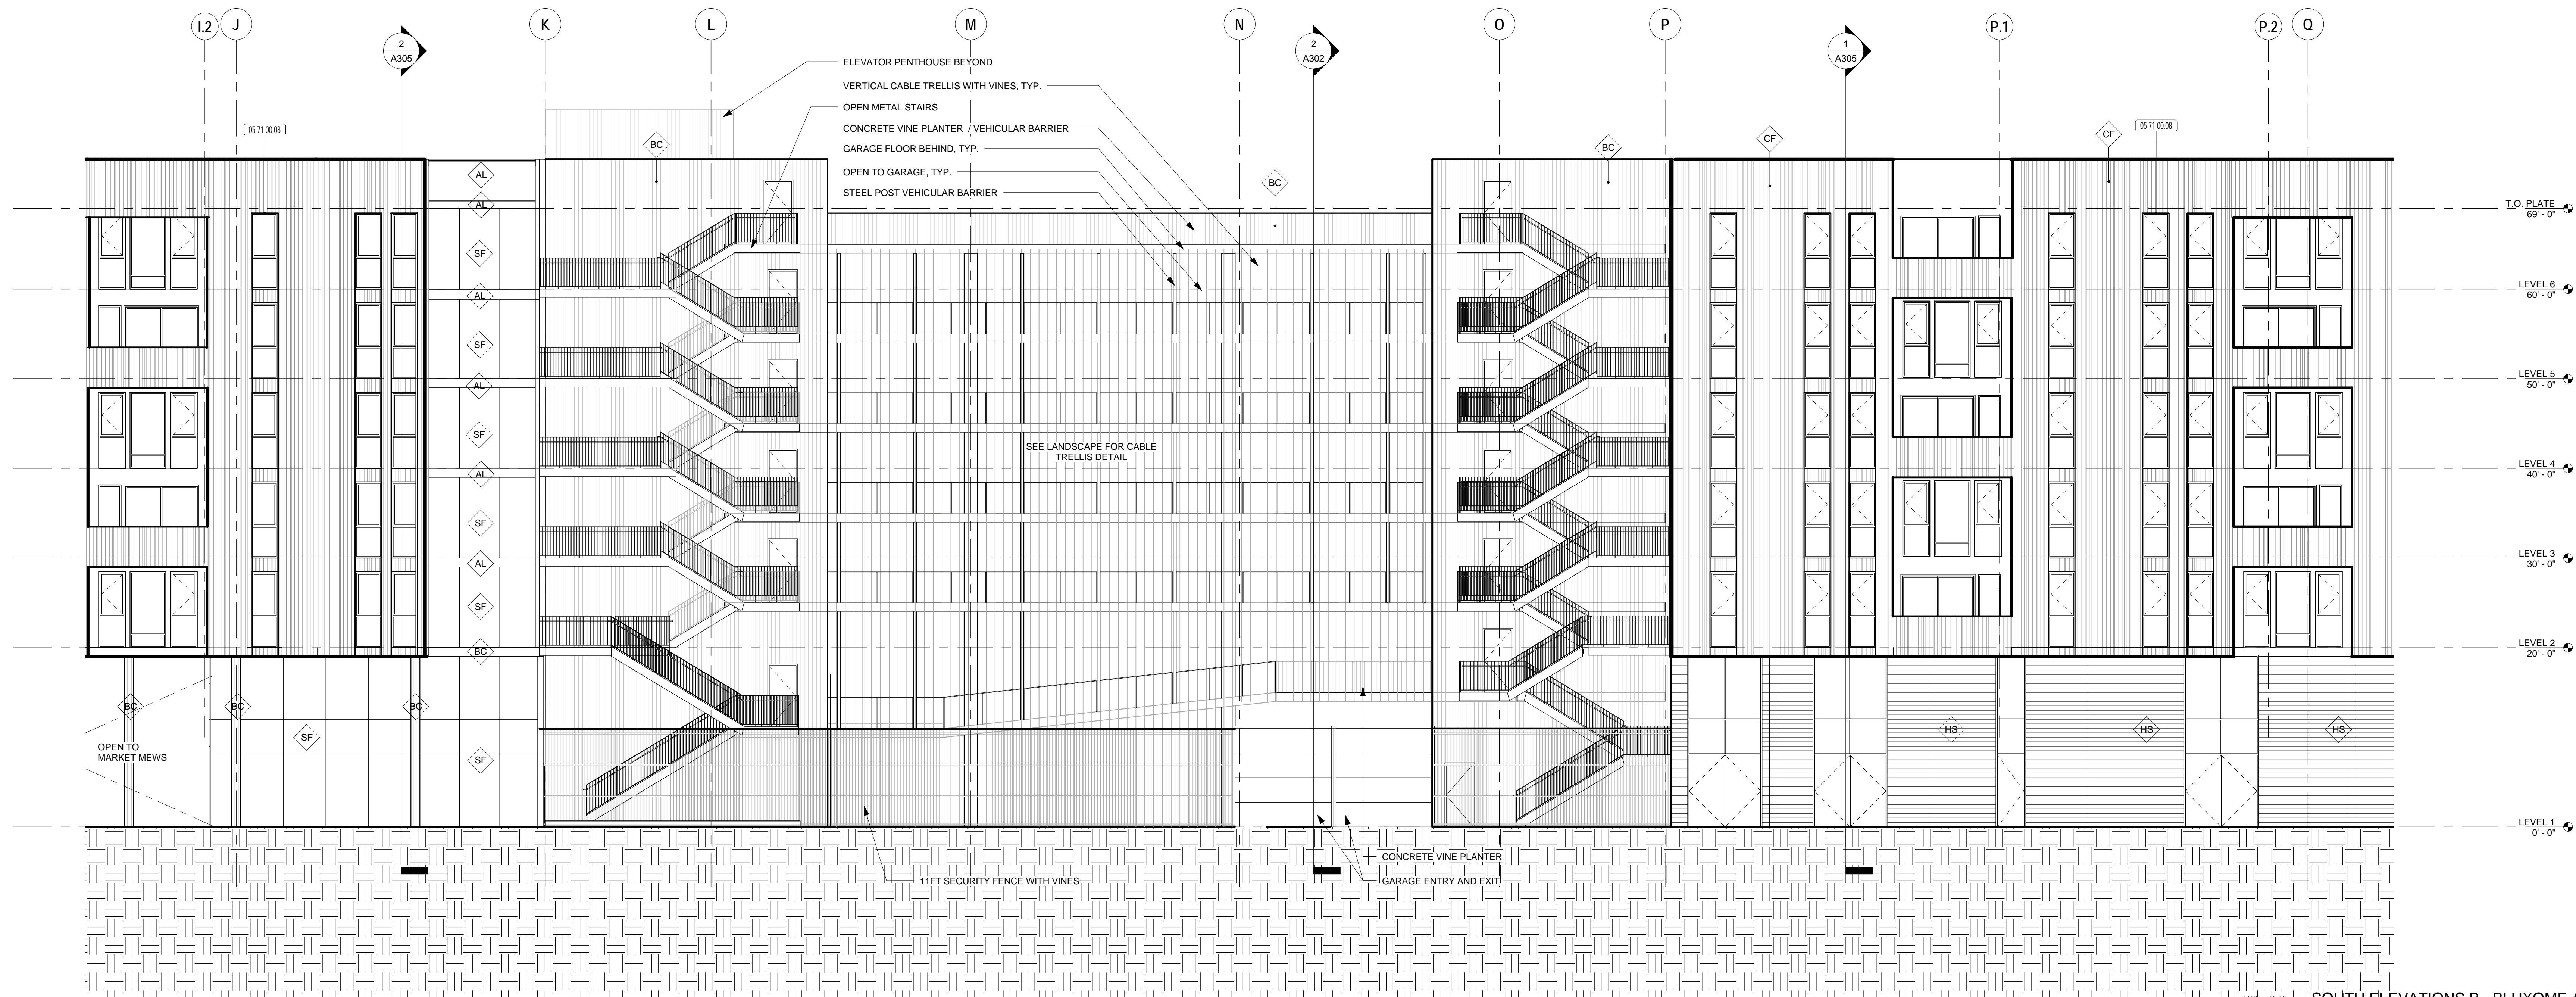 I.2 J K L M N O P P.1 P.2 Q
2
A305
2
A302
1
A305
ELEVATOR PENTHOUSE BEYOND
VERTICAL CABLE TRELLIS WITH VINES, TYP.
OPEN METAL STAIRS
CONCRETE VINE PLANTER / VEHICULAR BARRIER
GARAGE FLOOR BEHIND, TYP.
OPEN TO GARAGE, TYP.
STEEL POST VEHICULAR BARRIER
05 71 00.08
05 71 00.08
BC
BC
BC
CF
CF
AL
AL
SF
AL
SF
AL
SF
AL
SF
AL
SF
BC
SF
BC
BC
BC
SF
OPEN TO
MARKET MEWS
SEE LANDSCAPE FOR CABLE
TRELLIS DETAIL
HS
HS
HS
T.O. PLATE
69' - 0"
LEVEL 6
60' - 0"
LEVEL 5
50' - 0"
LEVEL 4
40' - 0"
LEVEL 3
30' - 0"
LEVEL 2
20' - 0"
LEVEL 1
0' - 0"
CONCRETE VINE PLANTER
GARAGE ENTRY AND EXIT
11FT SECURITY FENCE WITH VINES
SOUTH ELEVATIONS B - BLUXOME